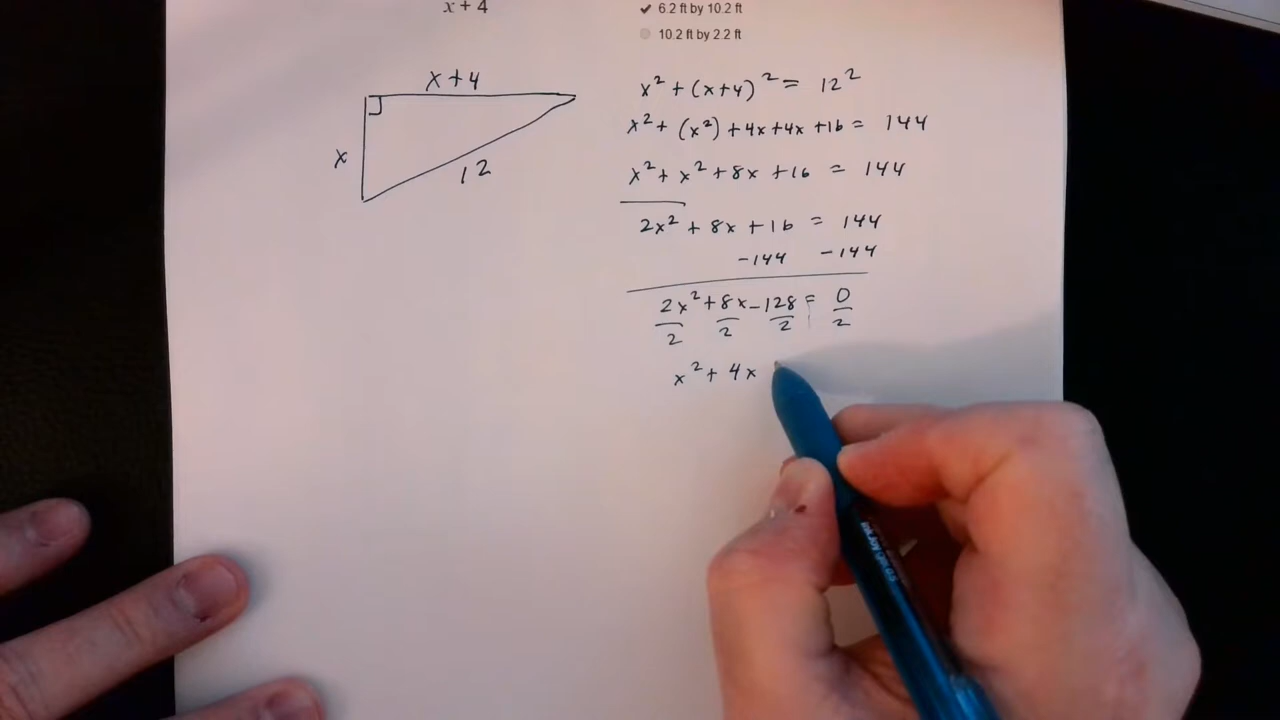 x + 4
✔ 6.2 ft by 10.2 ft
10.2 ft by 2.2 ft
x+4
x
12
x² + (x+4)² = 12²
x² + (x²) + 4x + 4x + 16 = 144
x² + x² + 8x + 16 = 144
2x² + 8x + 16 = 144
-144 -144
2x² + 8x - 128 = 0
2 2 2 2
x² + 4x